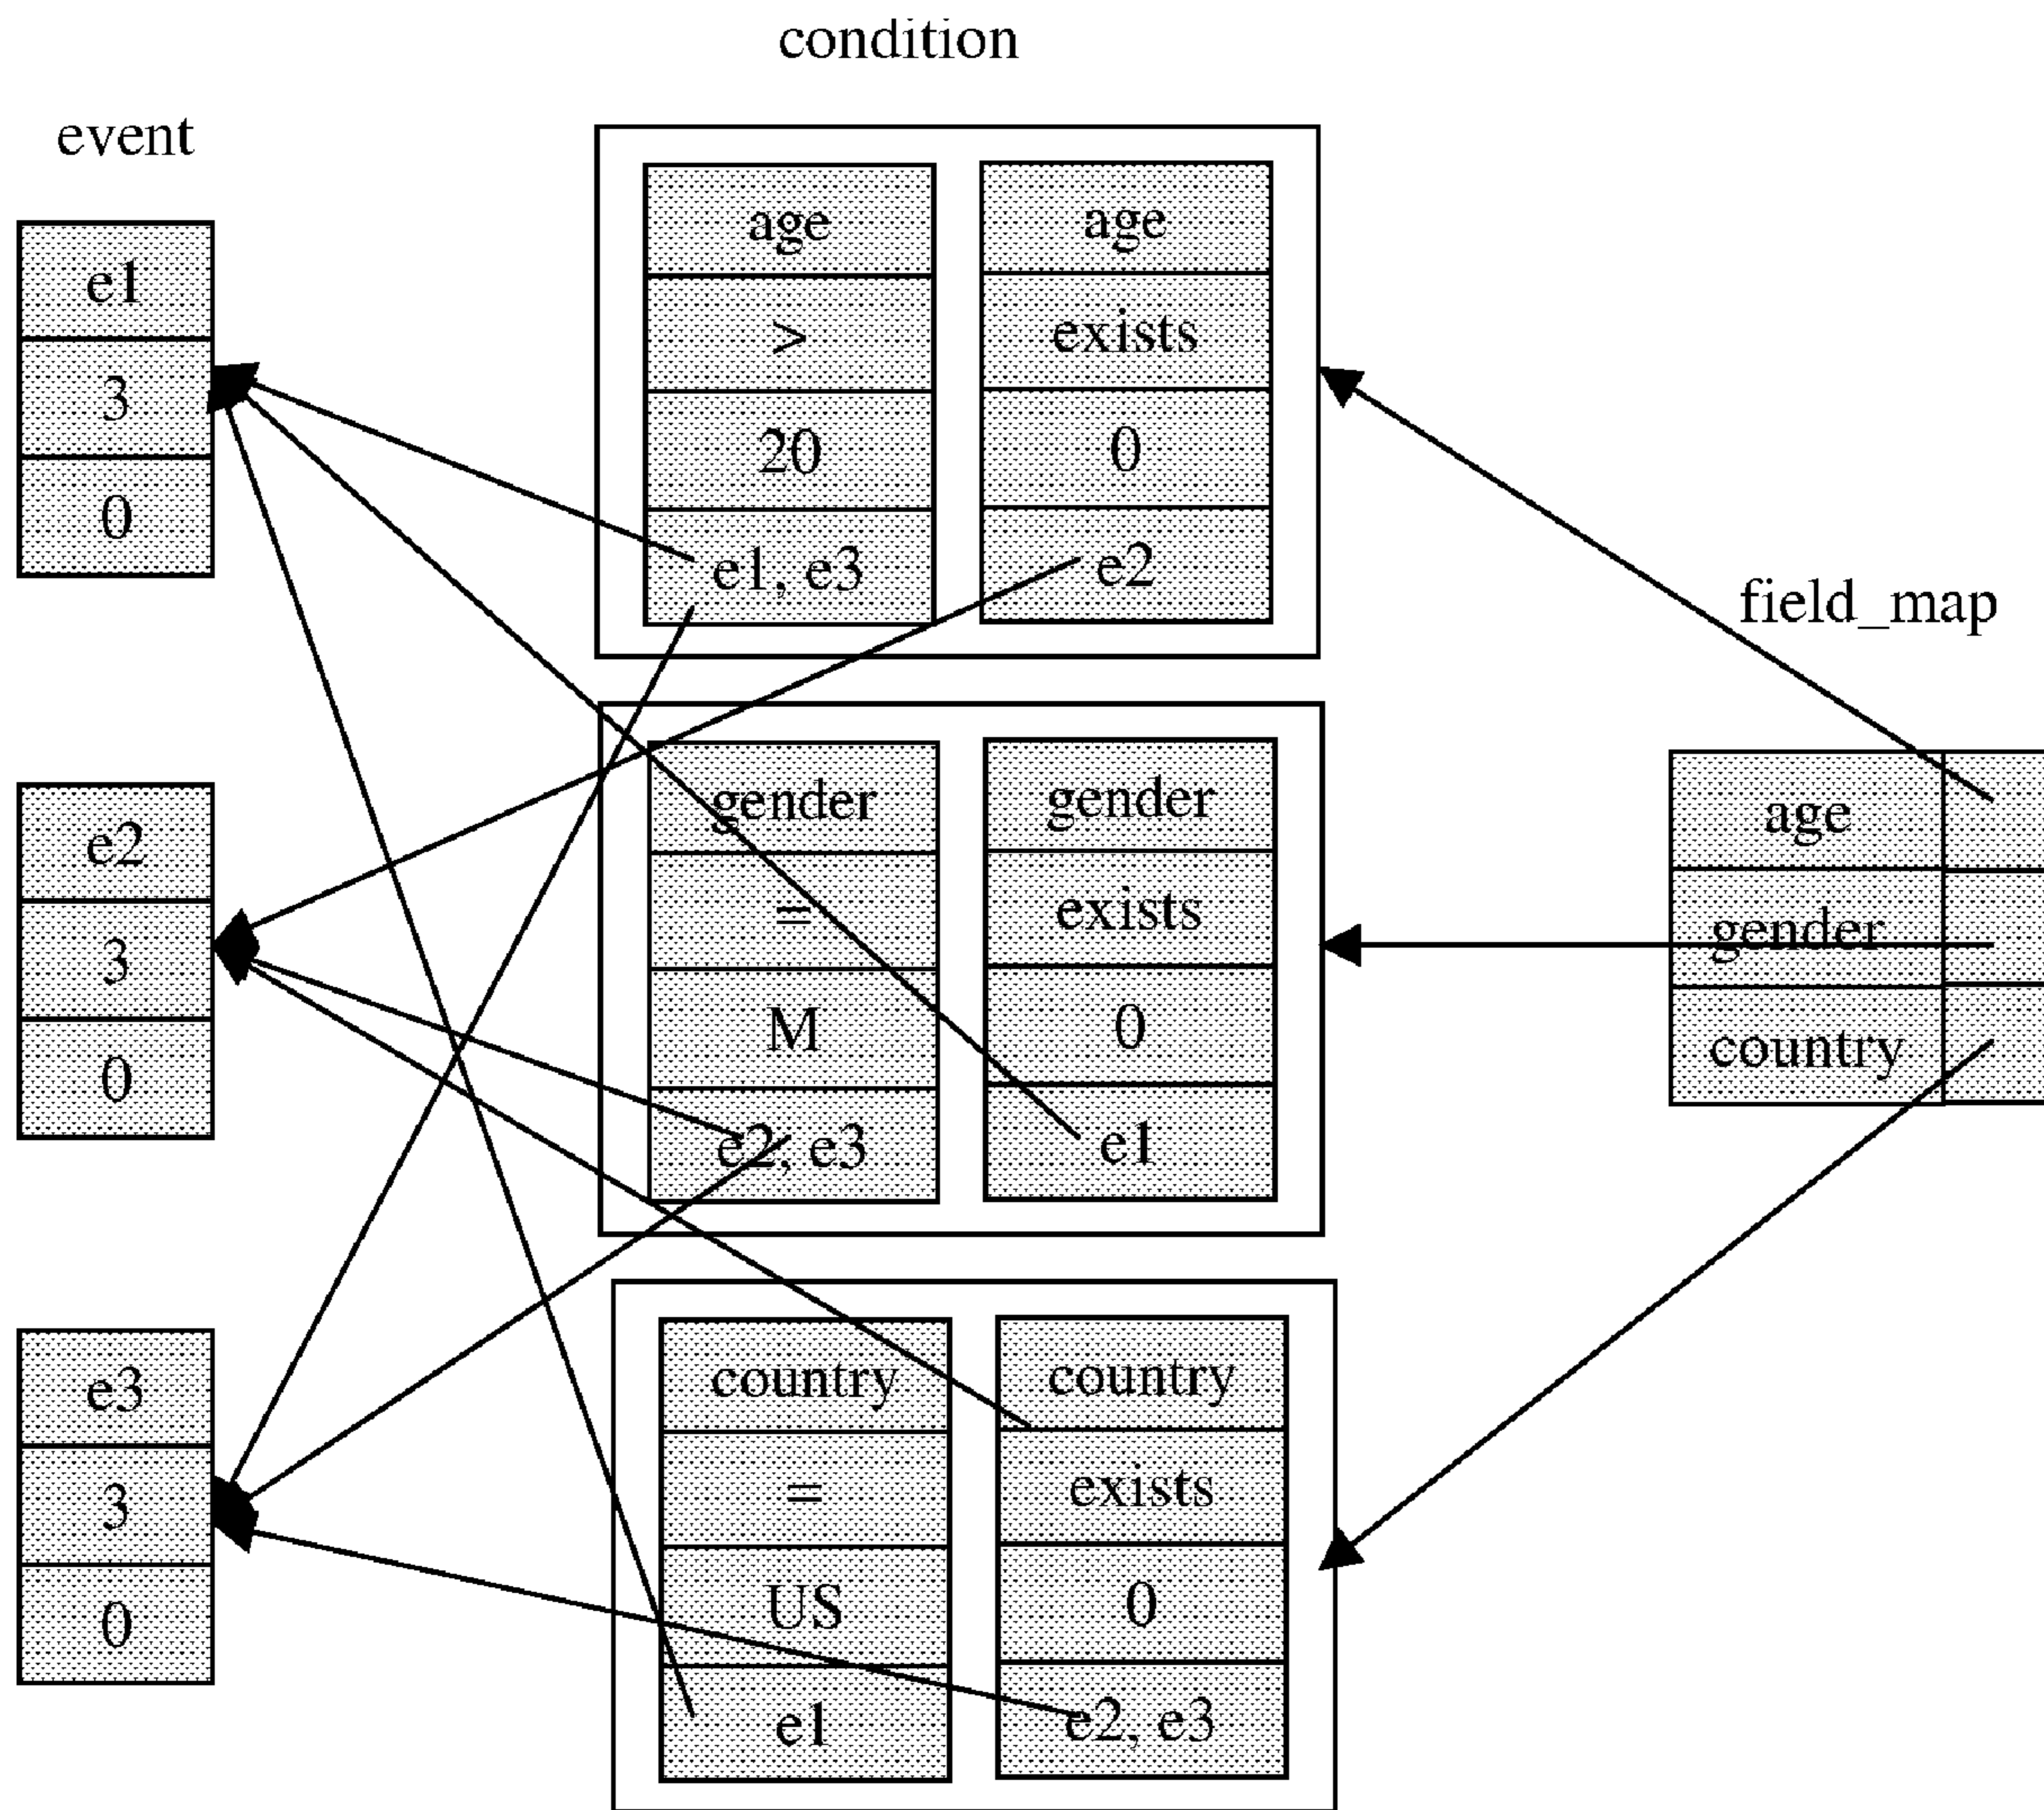 condition
event
e1
3
0
e2
3
0
e3
3
0
age
>
20
e1, e3
age
exists
0
e2
gender
=
M
e2, e3
gender
exists
0
e1
country
=
US
e1
country
exists
0
e2, e3
field_map
age
gender
country